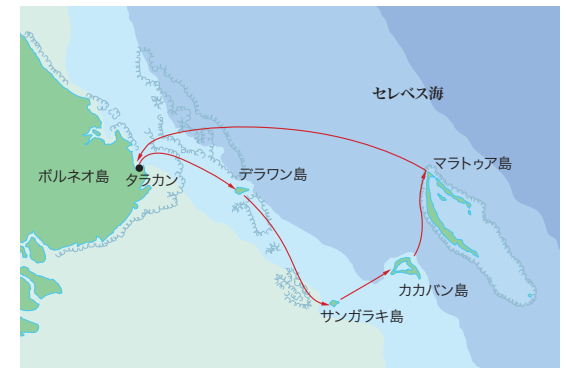 セレベス海
マラトゥア島
ボルネオ島
タラカン
デラワン島
カカバン島
サンガラキ島